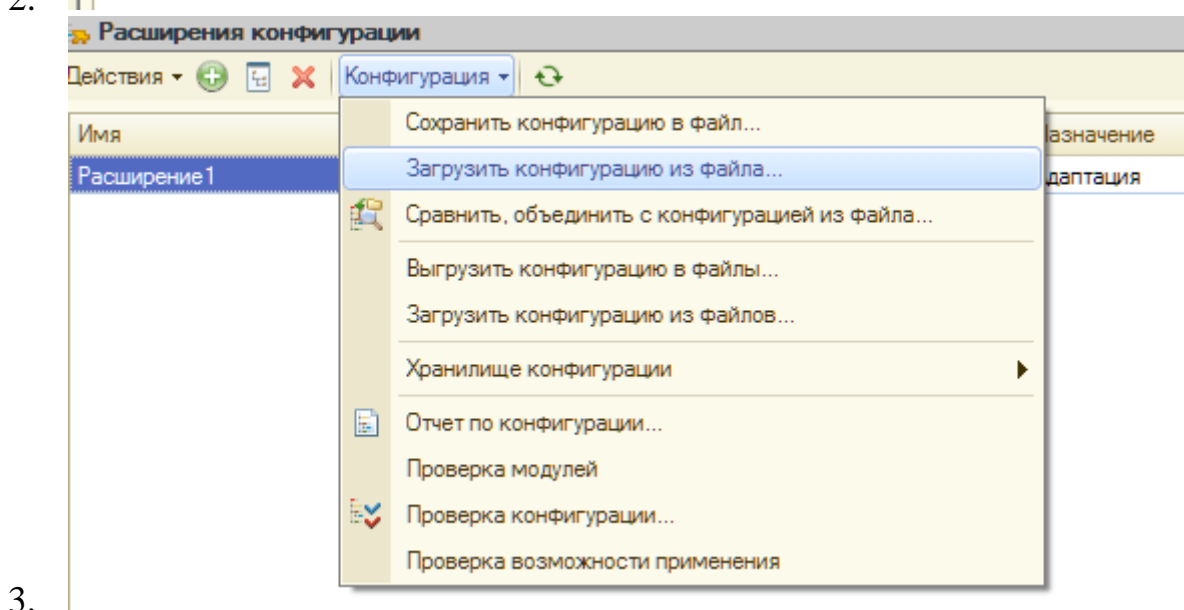 2.
Расширения конфигурации
Действия
Конфигурация
Имя
Назначение
Расширение1
Адаптация
Сохранить конфигурацию в файл...
Загрузить конфигурацию из файла...
Сравнить, объединить с конфигурацией из файла...
Выгрузить конфигурацию в файлы...
Загрузить конфигурацию из файлов...
Хранилище конфигурации
Отчет по конфигурации...
Проверка модулей
Проверка конфигурации...
Проверка возможности применения
3.